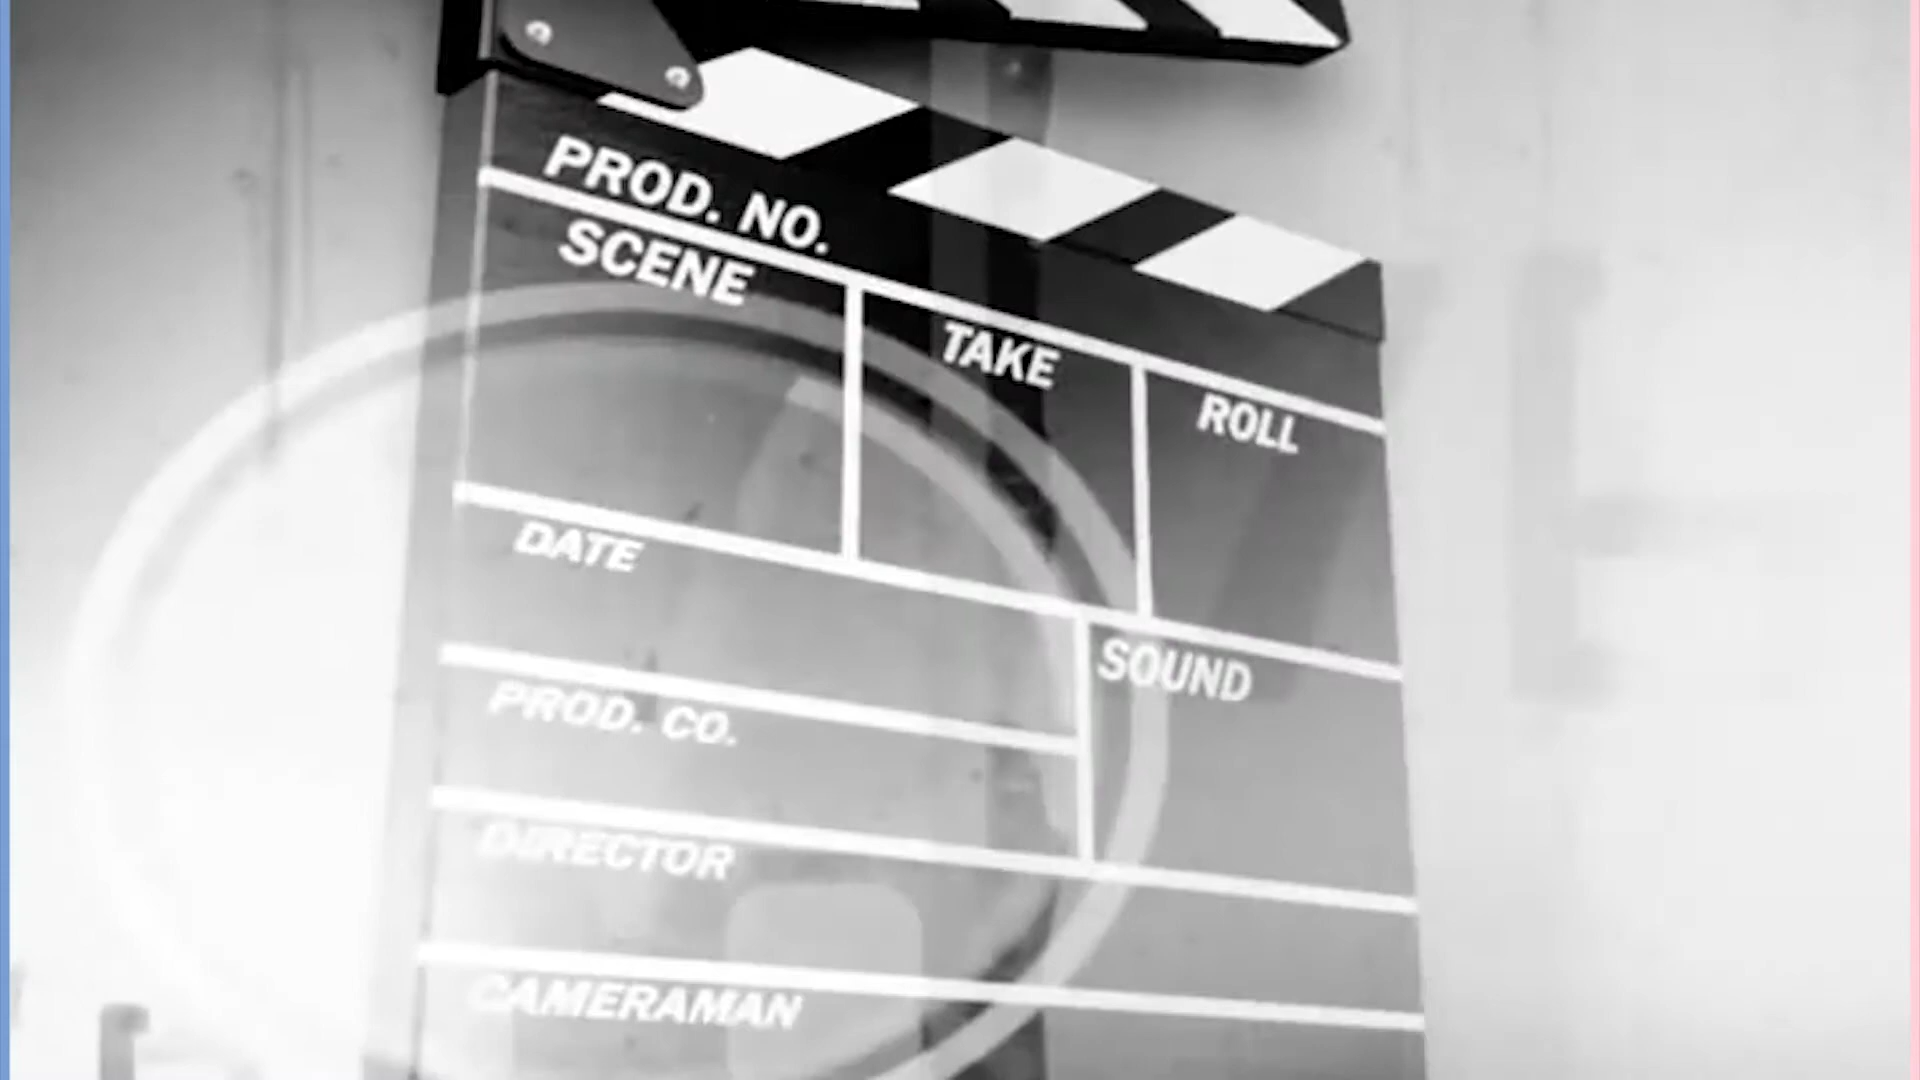 PROD. NO.
SCENE
TAKE
ROLL
DATE
SOUND
PROD. CO.
DIRECTOR
CAMERAMAN